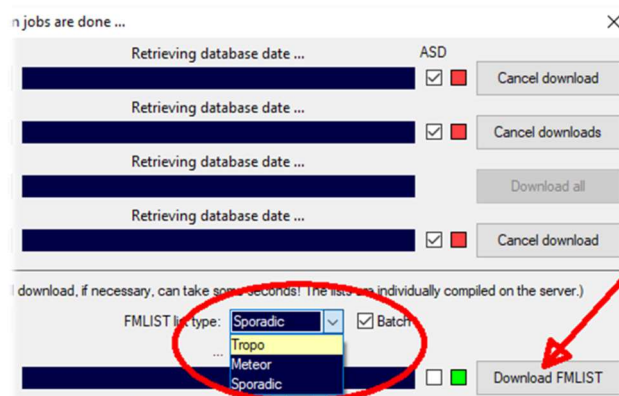 n jobs are done ...
Retrieving database date ... ASD
Cancel download
Retrieving database date ...
Cancel downloads
Retrieving database date ...
Download all
Retrieving database date ...
Cancel download
download, if necessary, can take some seconds! The lists are individually compiled on the server.)
FMLIST list type: Sporadic Batch
Tropo
...
Meteor
Sporadic
Download FMLIST